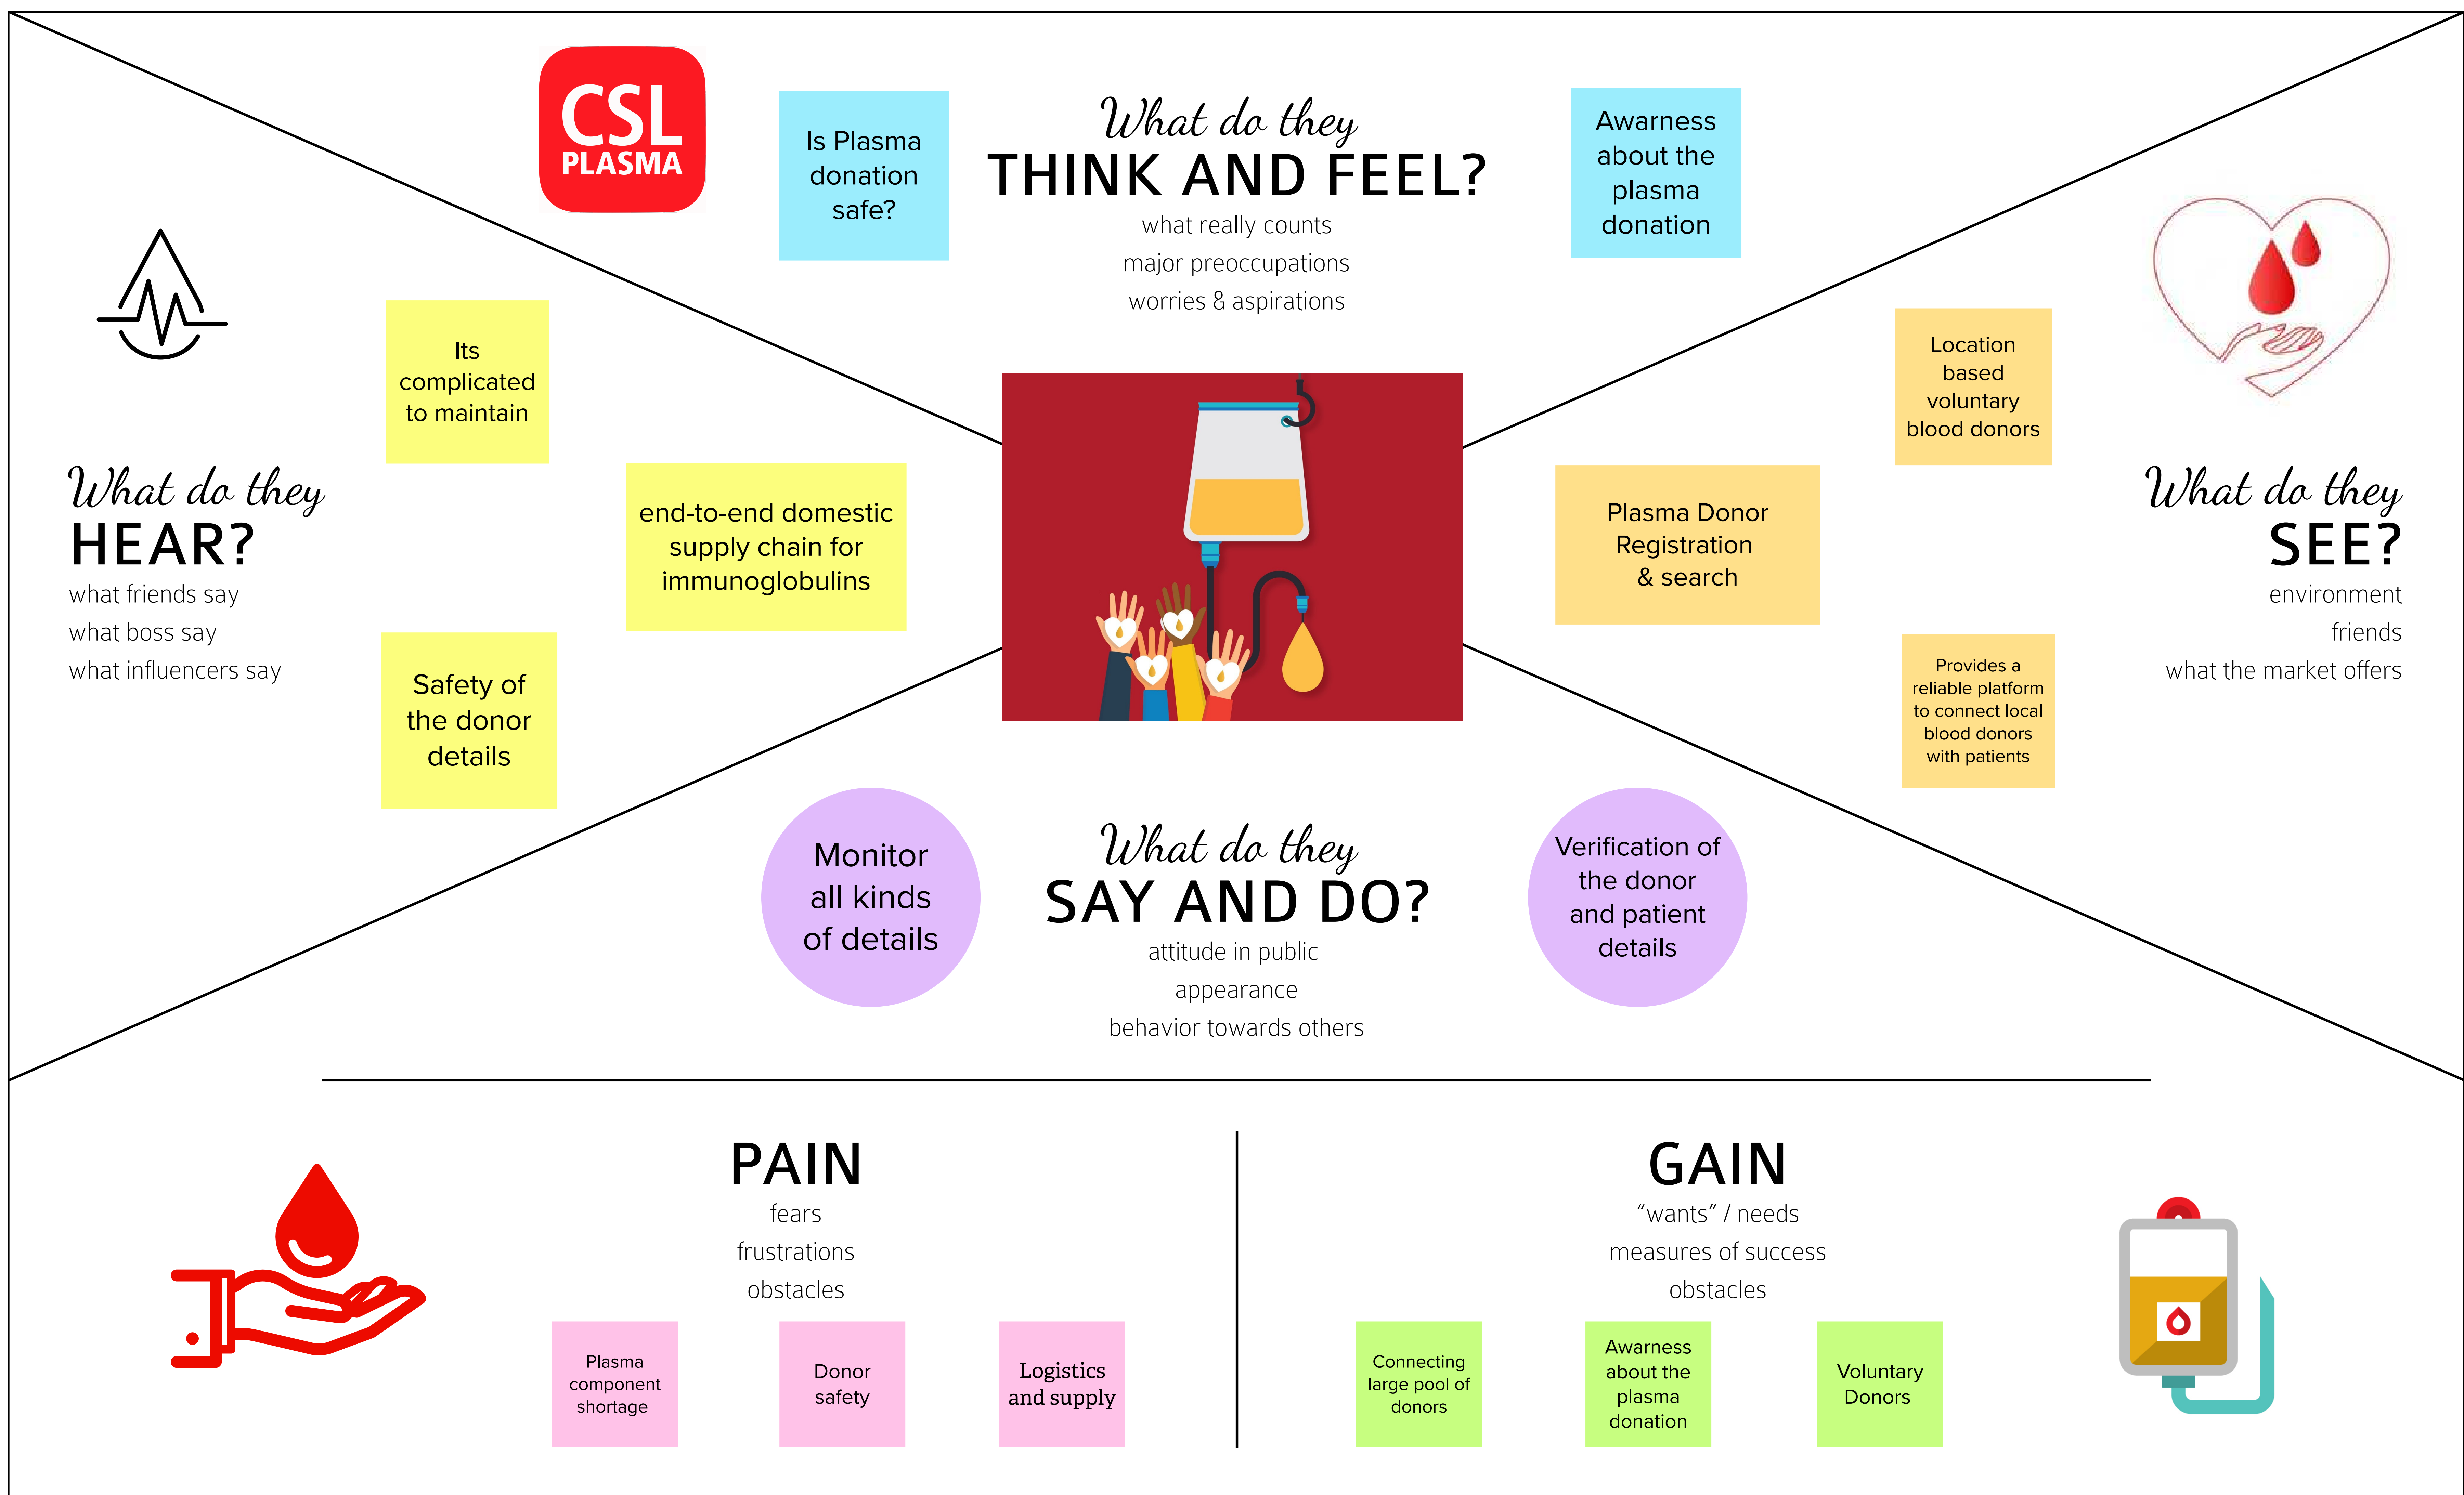 CSL
PLASMA
Is Plasma
donation
safe?
What do they
THINK AND FEEL?
what really counts
major preoccupations
worries & aspirations
Awarness
about the
plasma
donation
What do they
HEAR?
what friends say
what boss say
what influencers say
Its
complicated
to maintain
end-to-end domestic
supply chain for
immunoglobulins
Safety of
the donor
details
Location
based
voluntary
blood donors
Plasma Donor
Registration
& search
Provides a
reliable platform
to connect local
blood donors
with patients
What do they
SEE?
environment
friends
what the market offers
Monitor
all kinds
of details
What do they
SAY AND DO?
attitude in public
appearance
behavior towards others
Verification of
the donor
and patient
details
PAIN
fears
frustrations
obstacles
Plasma
component
shortage
Donor
safety
Logistics
and supply
GAIN
“wants” / needs
measures of success
obstacles
Connecting
large pool of
donors
Awarness
about the
plasma
donation
Voluntary
Donors